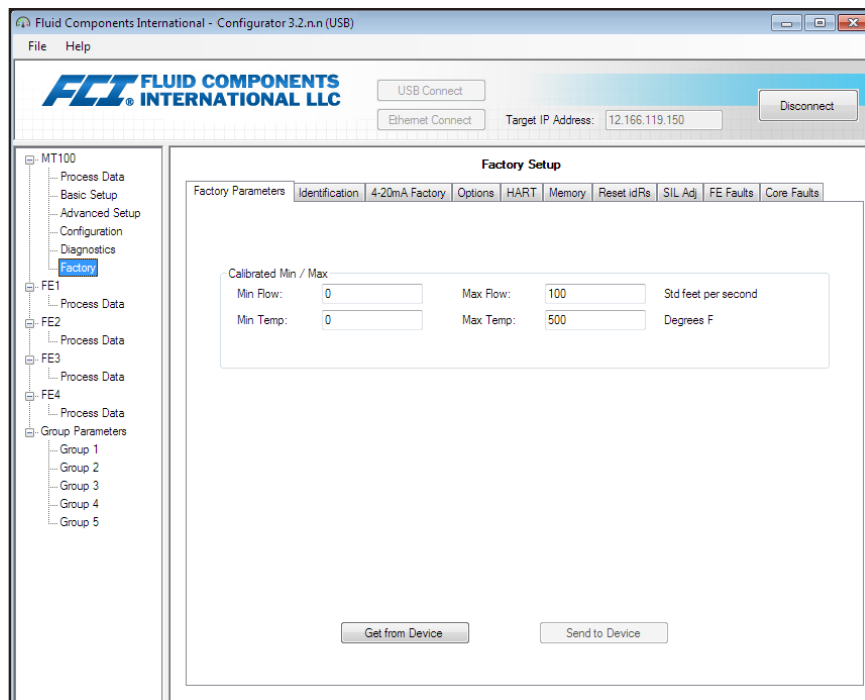 Fluid Components International - Configurator 3.2.n.n (USB)
File Help
FCI ® FLUID COMPONENTS
INTERNATIONAL LLC
USB Connect
Ethernet Connect
Target IP Address: 12.166.119.150
Disconnect
MT100
Process Data
Basic Setup
Advanced Setup
Configuration
Diagnostics
Factory
FE1
Process Data
FE2
Process Data
FE3
Process Data
FE4
Process Data
Group Parameters
Group 1
Group 2
Group 3
Group 4
Group 5
Factory Setup
Factory Parameters Identification 4-20mA Factory Options HART Memory Reset idRs SIL Adj FE Faults Core Faults
Calibrated Min / Max
Min Flow: 0 Max Flow: 100 Std feet per second
Min Temp: 0 Max Temp: 500 Degrees F
Get from Device Send to Device